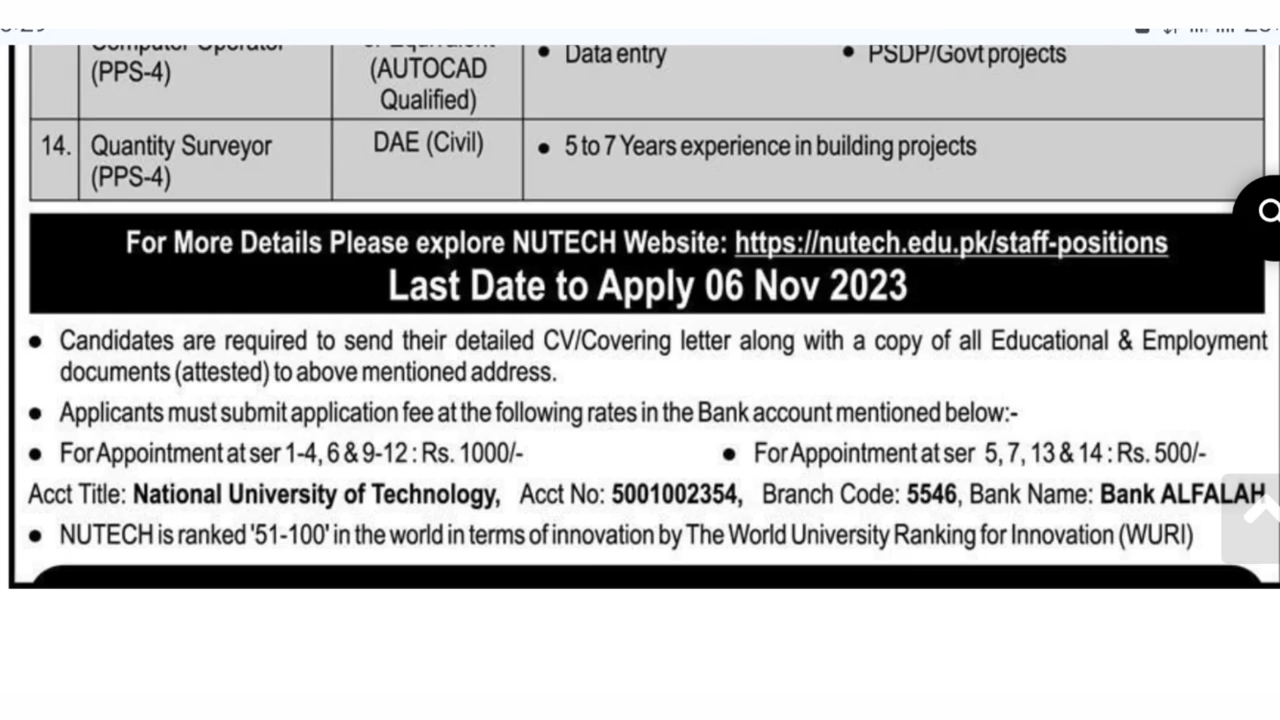 Computer Operator
(PPS-4)
or Equivalent
(AUTOCAD
Qualified)
• Data entry
• PSDP/Govt projects
14. Quantity Surveyor
(PPS-4)
DAE (Civil)
• 5 to 7 Years experience in building projects
For More Details Please explore NUTECH Website: https://nutech.edu.pk/staff-positions
Last Date to Apply 06 Nov 2023
• Candidates are required to send their detailed CV/Covering letter along with a copy of all Educational & Employment
documents (attested) to above mentioned address.
• Applicants must submit application fee at the following rates in the Bank account mentioned below:-
• For Appointment at ser 1-4, 6 & 9-12 : Rs. 1000/- • For Appointment at ser 5, 7, 13 & 14 : Rs. 500/-
Acct Title: National University of Technology, Acct No: 5001002354, Branch Code: 5546, Bank Name: Bank ALFALAH
• NUTECH is ranked '51-100' in the world in terms of innovation by The World University Ranking for Innovation (WURI)